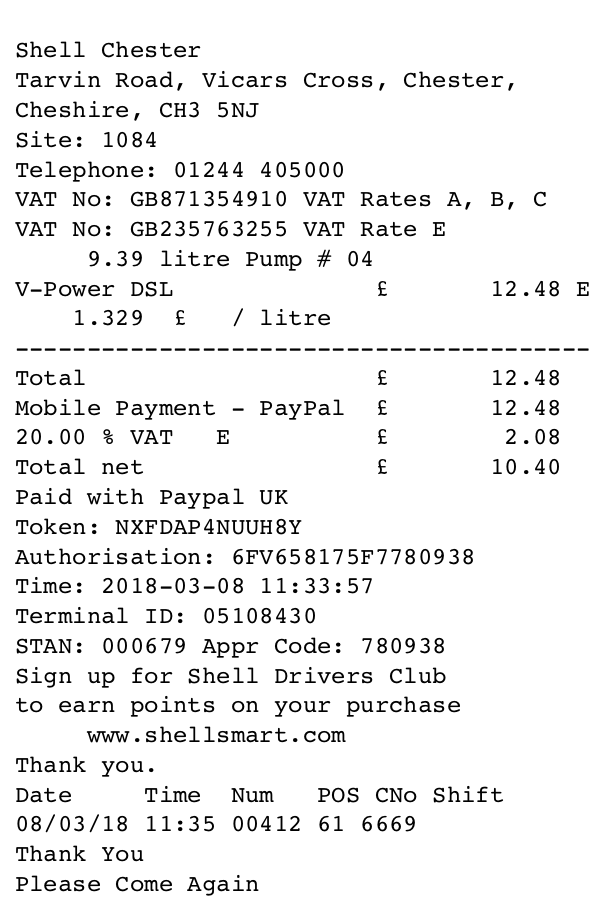 Shell Chester
Tarvin Road, Vicars Cross, Chester,
Cheshire, CH3 5NJ
Site: 1084
Telephone: 01244 405000
VAT No: GB871354910 VAT Rates A, B, C
VAT No: GB235763255 VAT Rate E
     9.39 litre Pump # 04
V-Power DSL              £       12.48 E
    1.329  £   / litre
----------------------------------------
Total                    £       12.48
Mobile Payment - PayPal  £       12.48
20.00 % VAT   E          £        2.08
Total net                £       10.40
Paid with Paypal UK
Token: NXFDAP4NUUH8Y
Authorisation: 6FV658175F7780938
Time: 2018-03-08 11:33:57
Terminal ID: 05108430
STAN: 000679 Appr Code: 780938
Sign up for Shell Drivers Club
to earn points on your purchase
     www.shellsmart.com
Thank you.
Date     Time  Num   POS CNo Shift
08/03/18 11:35 00412 61 6669
Thank You
Please Come Again